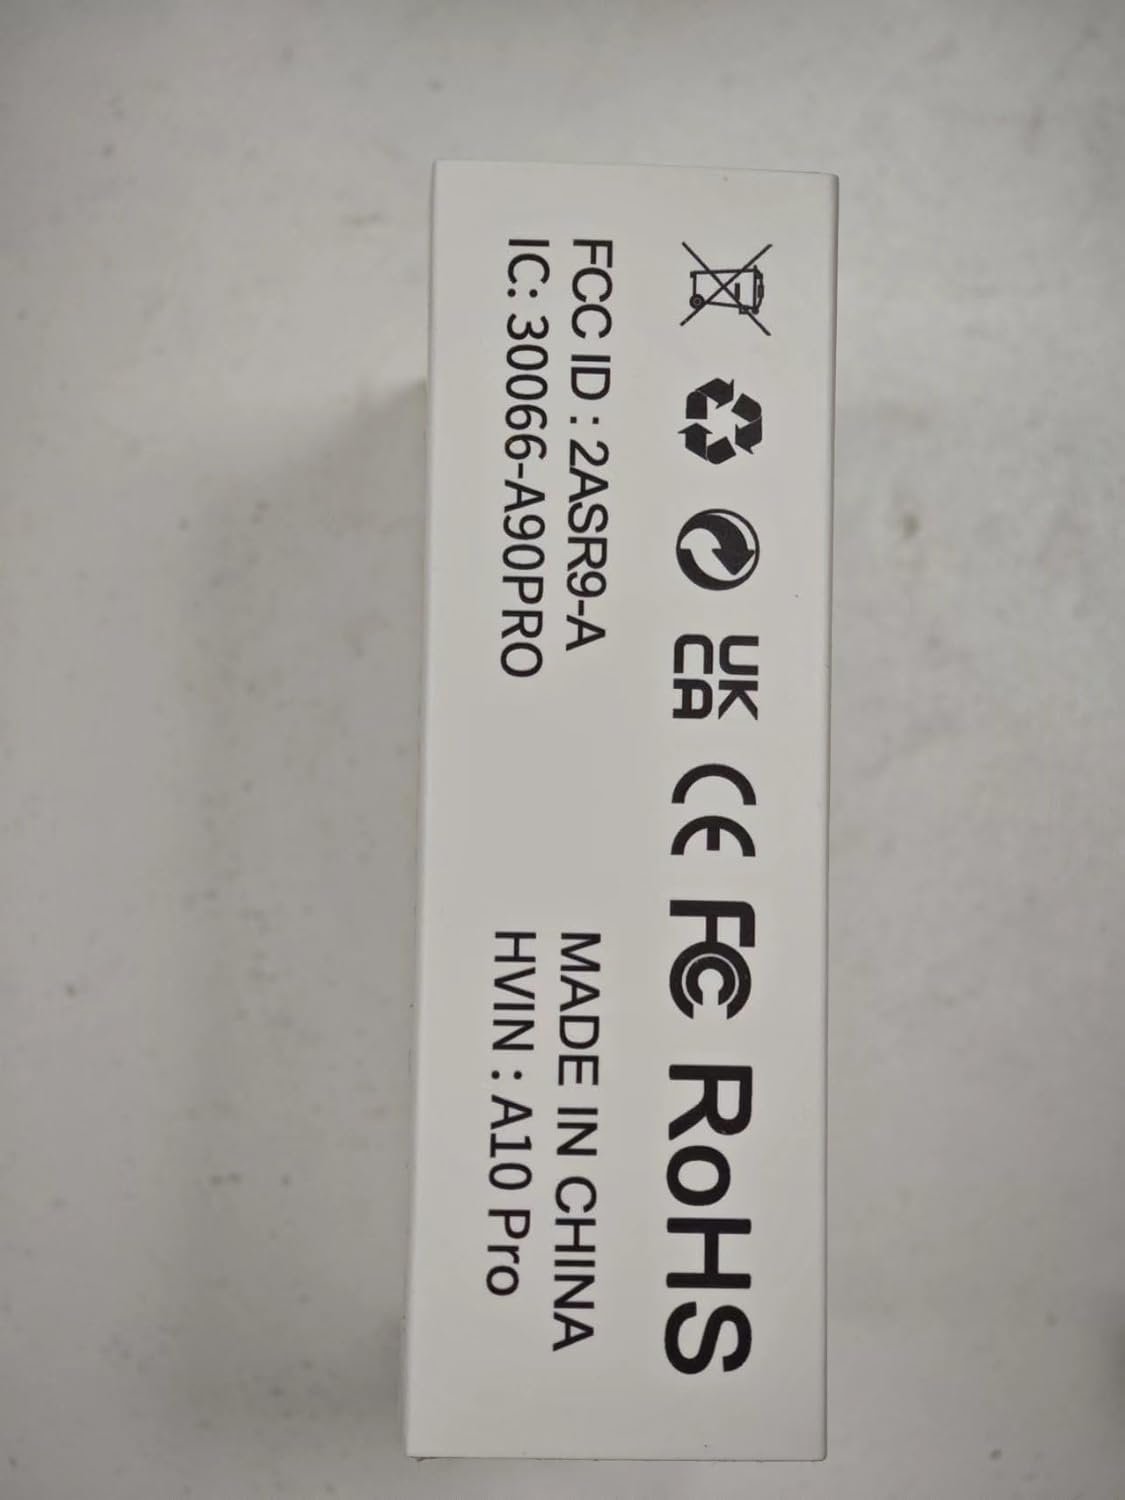 UK
CA
CE
FC
RoHS
FCC ID : 2ASR9-A
IC: 30066-A90PRO
MADE IN CHINA
HVIN : A10 Pro